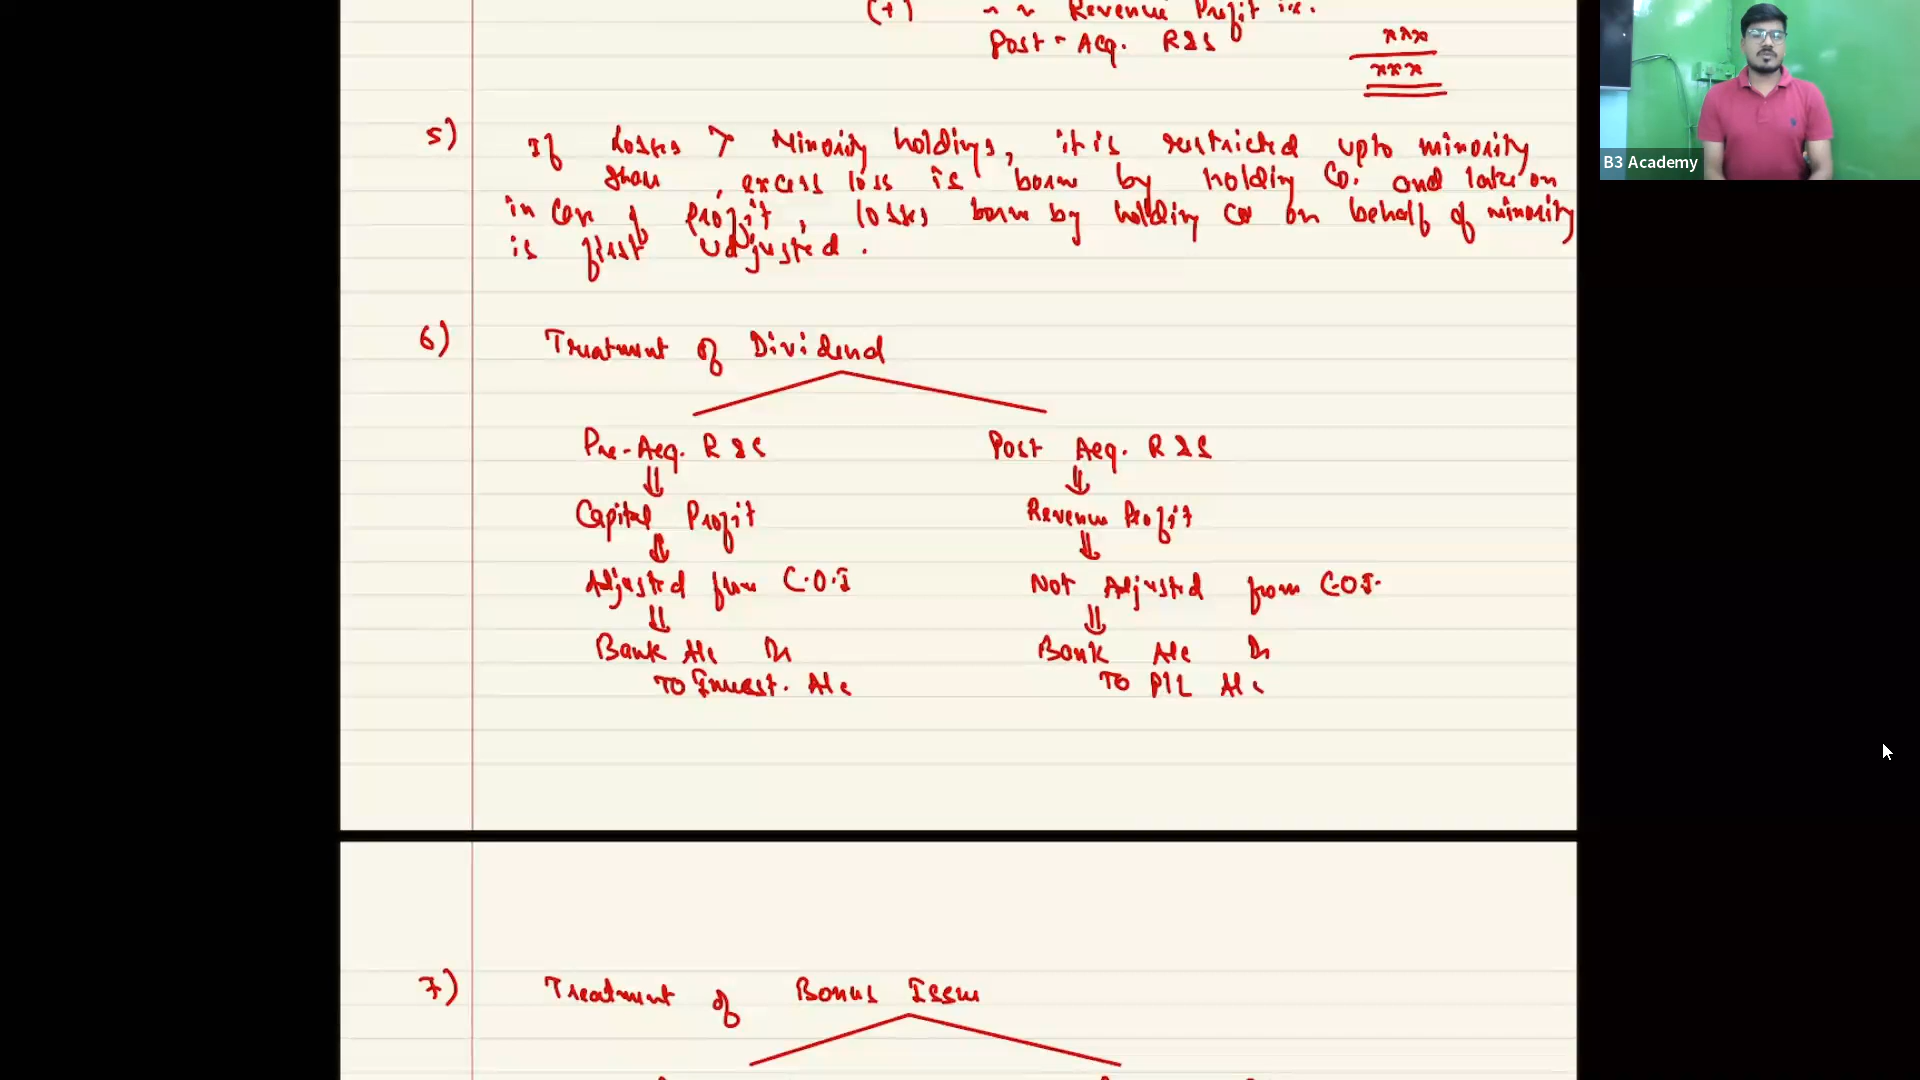 (+) " " Revenue Profit i.e.
Post - Acq. R&S xxx
xxx
B3 Academy
5) If Losses > Minority holdings, it is restricted upto minority
share, excess loss is borne by holding Co. and later on
in case of profit, losses borne by holding Co on behalf of minority
is first adjusted.
6) Treatment of Dividend
Pre-Acq. R&S Post Acq. R&S
⇓ ⇓
Capital Profit Revenue Profit
⇓ ⇓
Adjusted from C.O.I Not Adjusted from C.O.I.
⇓ ⇓
Bank A/c Dr Bank A/c Dr
To Invest. A/c To P/L A/c
7) Treatment of Bonus Issue